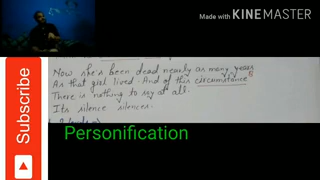 Made with KINEMASTER
Subscribe
Now she's been dead nearly as many years
As that girl lived. And of this circumstance
There is nothing to say at all.
Its silence silences.
Personification